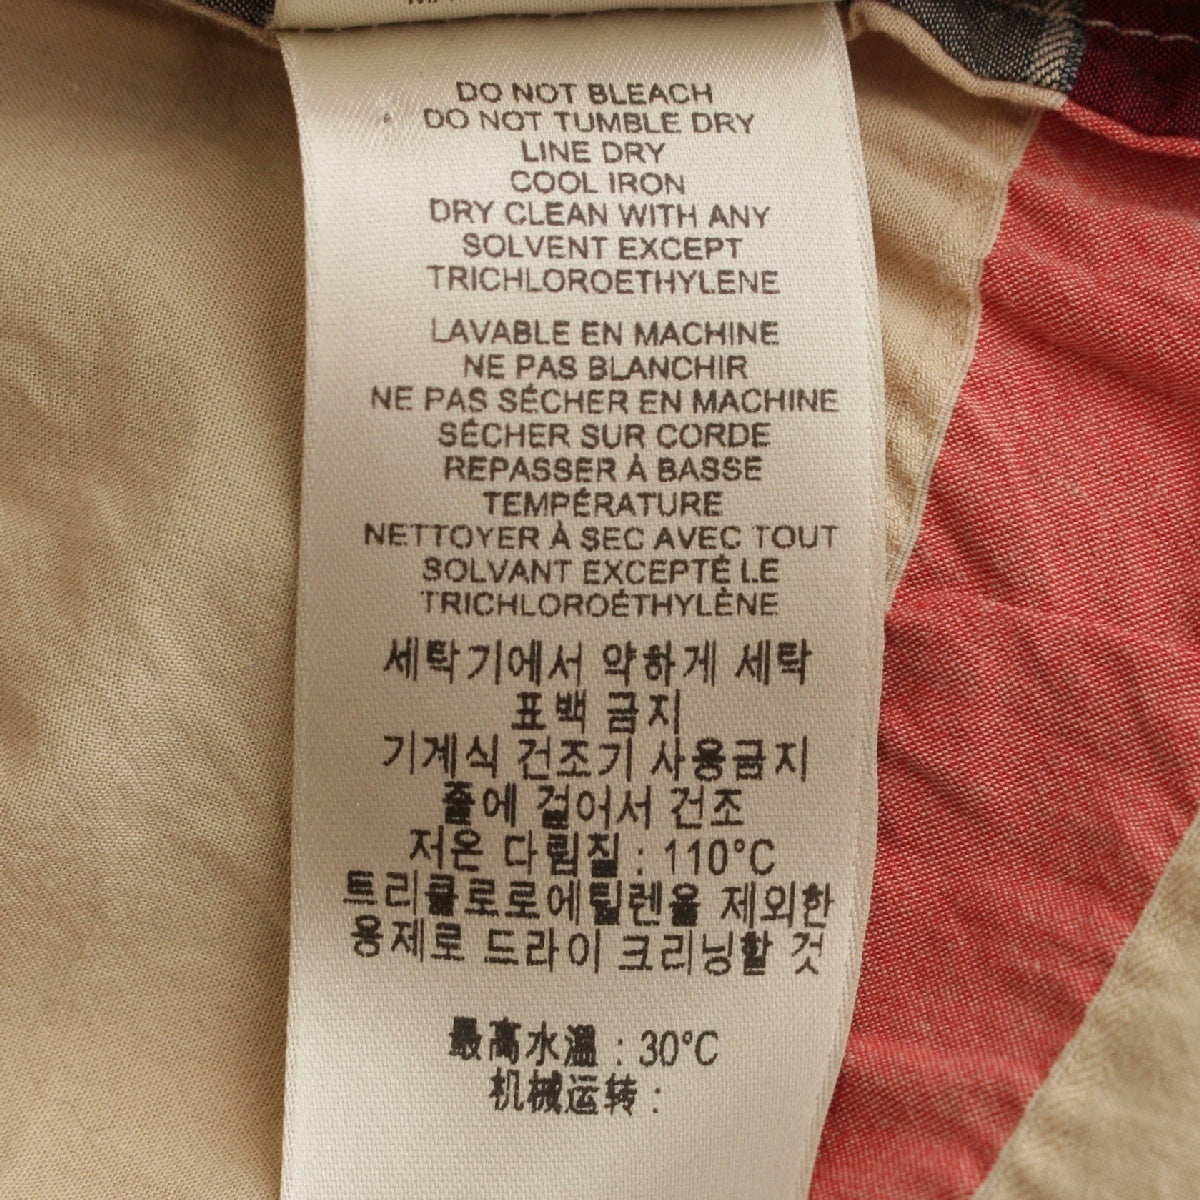 DO NOT BLEACH
DO NOT TUMBLE DRY
LINE DRY
COOL IRON
DRY CLEAN WITH ANY
SOLVENT EXCEPT
TRICHLOROETHYLENE
LAVABLE EN MACHINE
NE PAS BLANCHIR
NE PAS SÉCHER EN MACHINE
SÉCHER SUR CORDE
REPASSER À BASSE
TEMPÉRATURE
NETTOYER À SEC AVEC TOUT
SOLVANT EXCEPTÉ LE
TRICHLOROÉTHYLÈNE
세탁기에서 약하게 세탁
표백 금지
기계식 건조기 사용금지
줄에 걸어서 건조
저온 다림질 : 110°C
트리클로로에틸렌을 제외한
용제로 드라이 크리닝할 것
最高水温 : 30°C
机械运转 :